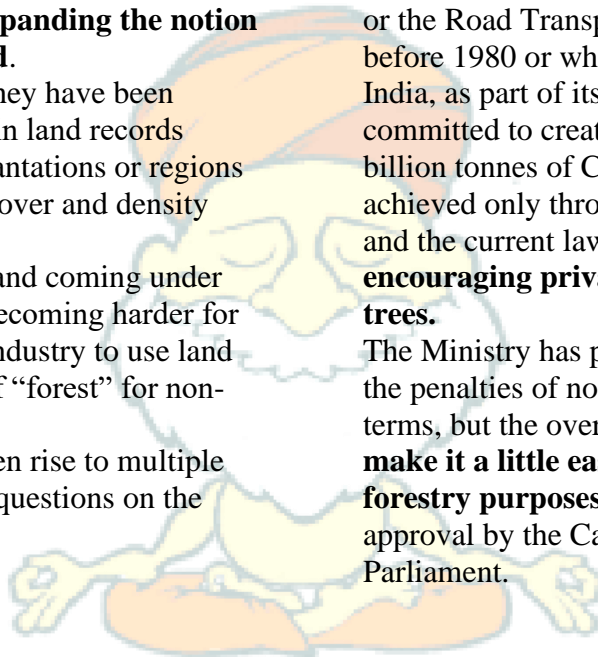 panding the notion
d.
hey have been
in land records
antations or regions
over and density
and coming under
ecoming harder for
ndustry to use land
f “forest” for non-
en rise to multiple
questions on the
or the Road Transp
before 1980 or wh
India, as part of its
committed to creat
billion tonnes of C
achieved only thro
and the current law
encouraging priva
trees.
The Ministry has p
the penalties of no
terms, but the over
make it a little ea
forestry purposes
approval by the Ca
Parliament.